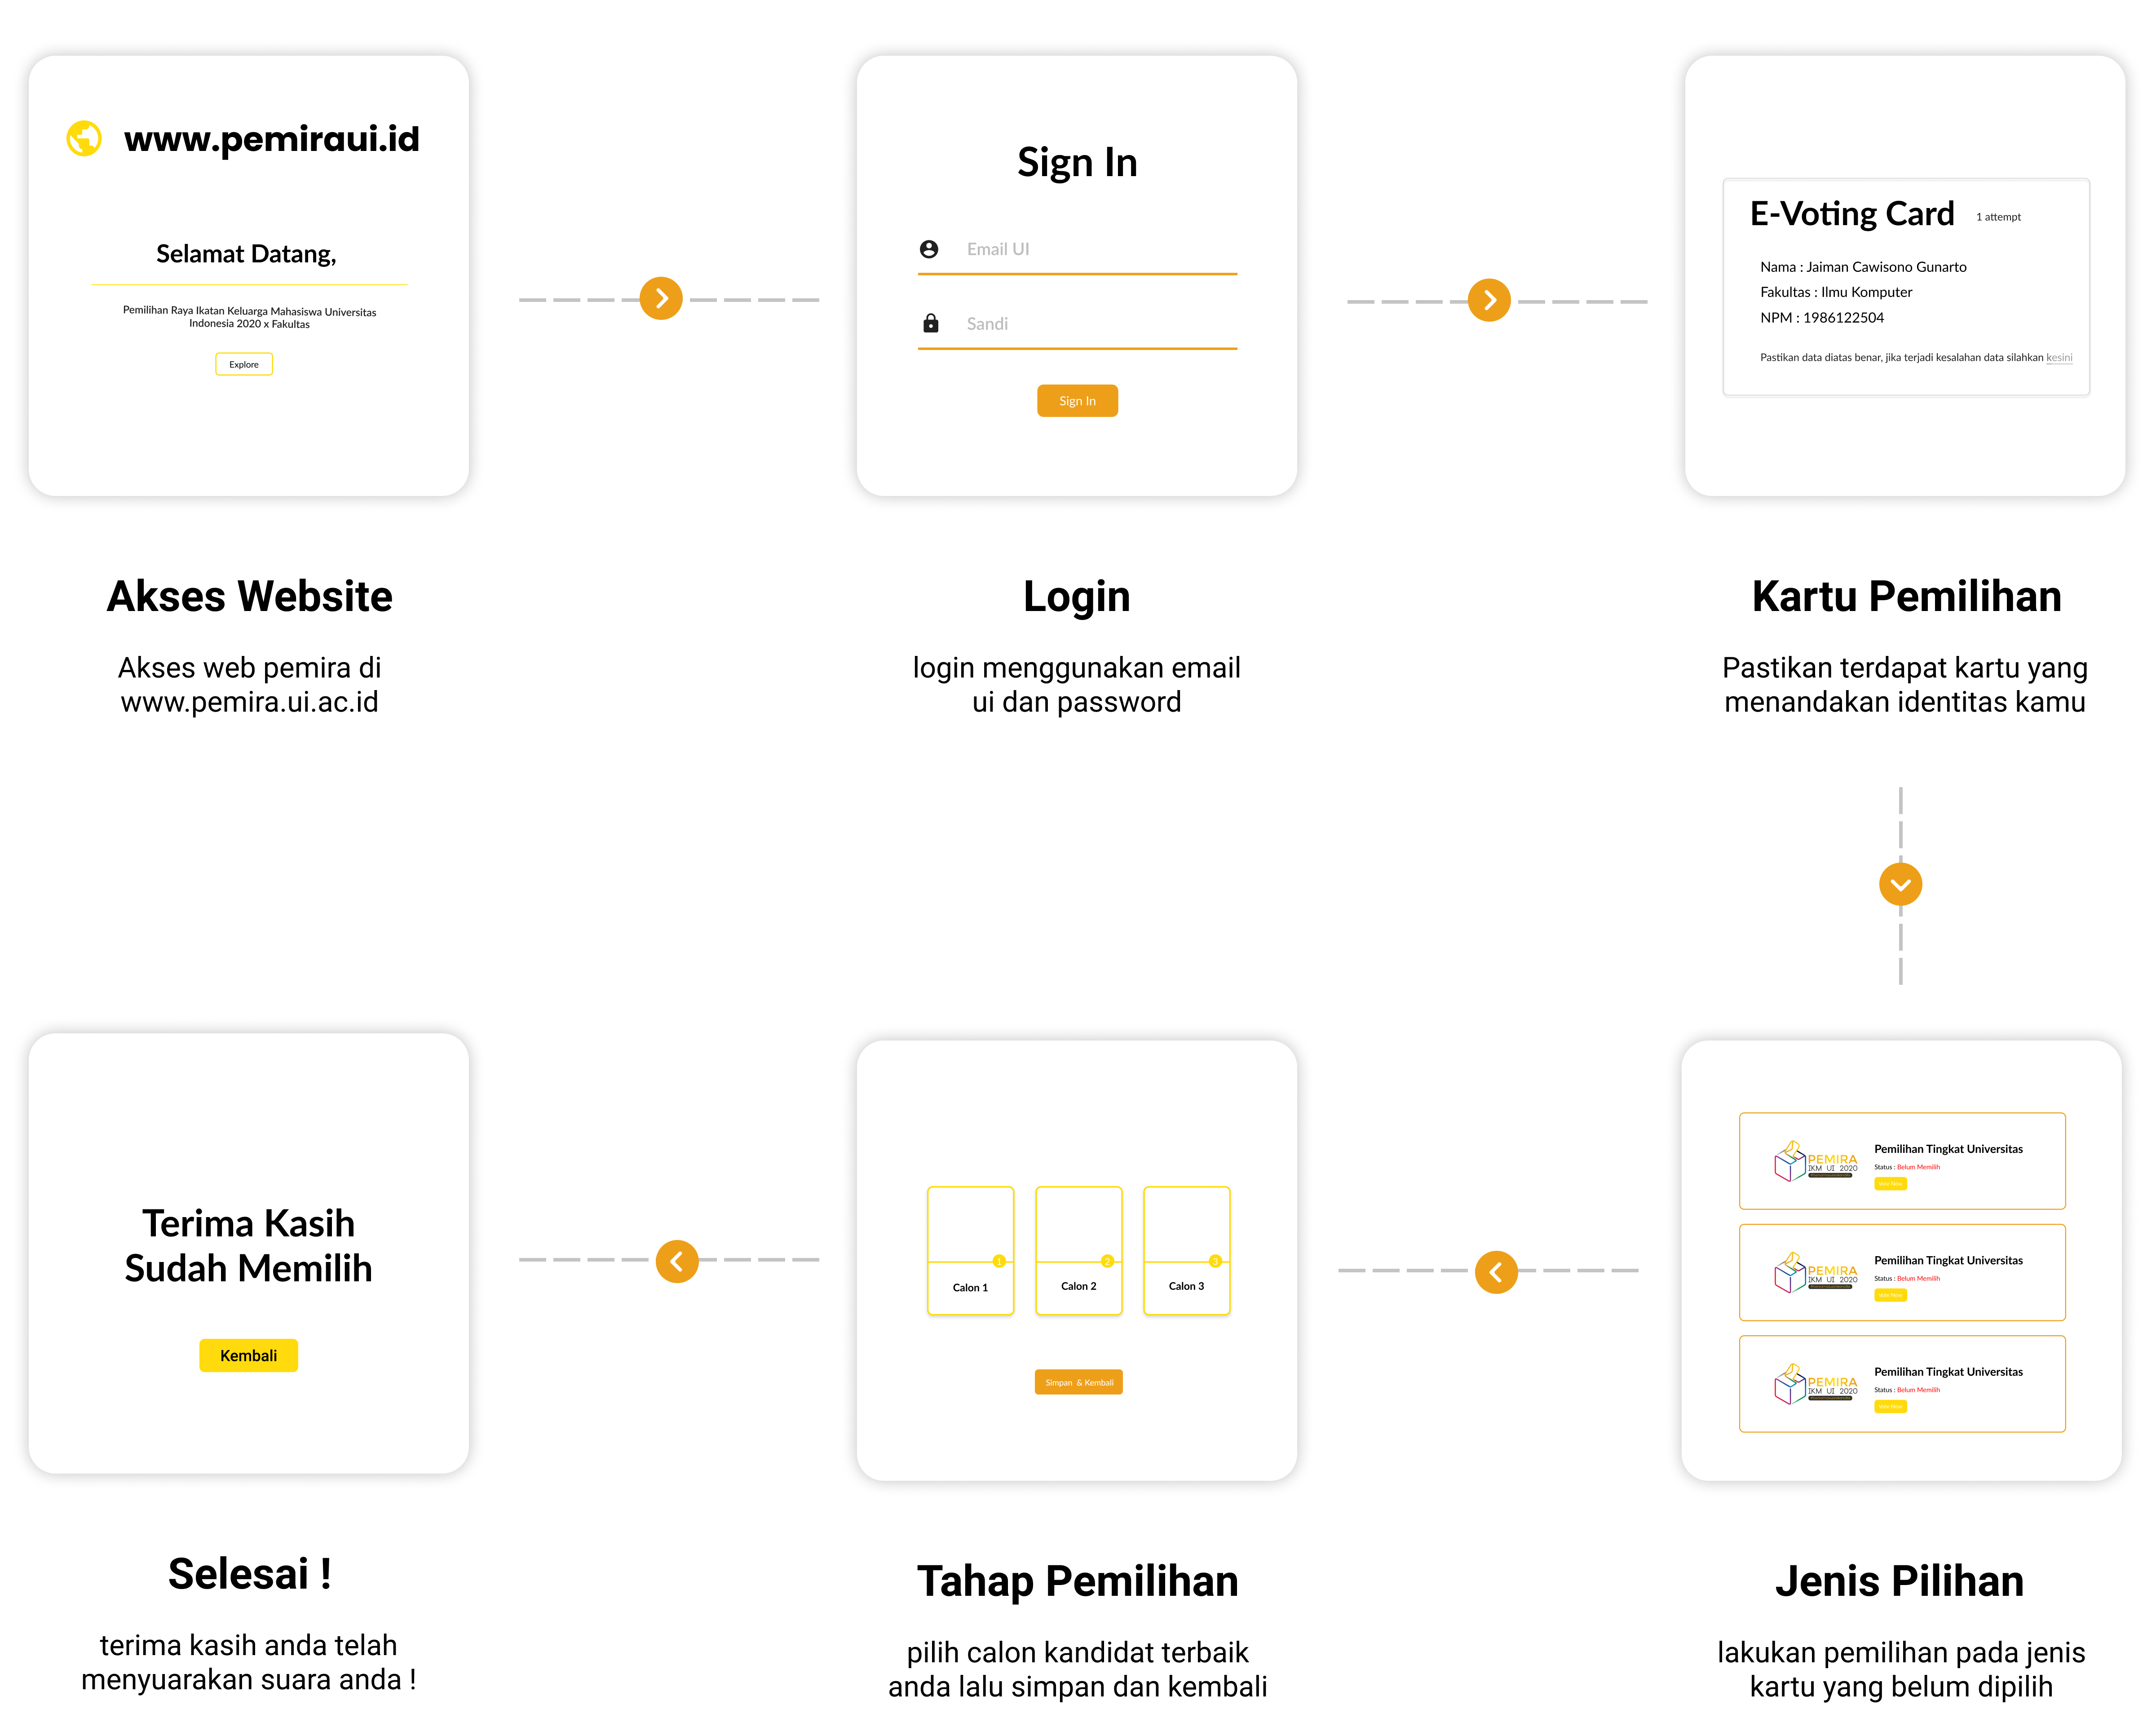 www.pemiraui.id
Selamat Datang,
Pemilihan Raya Ikatan Keluarga Mahasiswa Universitas
Indonesia 2020 x Fakultas
Explore
Akses Website
Akses web pemira di
www.pemira.ui.ac.id
Sign In
Email UI
Sandi
Sign In
Login
login menggunakan email
ui dan password
E-Voting Card 1 attempt
Nama : Jaiman Cawisono Gunarto
Fakultas : Ilmu Komputer
NPM : 1986122504
Pastikan data diatas benar, jika terjadi kesalahan data silahkan kesini
Kartu Pemilihan
Pastikan terdapat kartu yang
menandakan identitas kamu
PEMIRA
IKM UI 2020
Pemilihan Tingkat Universitas
Status : Belum Memilih
Vote Now
PEMIRA
IKM UI 2020
Pemilihan Tingkat Universitas
Status : Belum Memilih
Vote Now
PEMIRA
IKM UI 2020
Pemilihan Tingkat Universitas
Status : Belum Memilih
Vote Now
Jenis Pilihan
lakukan pemilihan pada jenis
kartu yang belum dipilih
1
Calon 1
2
Calon 2
3
Calon 3
Simpan & Kembali
Tahap Pemilihan
pilih calon kandidat terbaik
anda lalu simpan dan kembali
Terima Kasih
Sudah Memilih
Kembali
Selesai !
terima kasih anda telah
menyuarakan suara anda !